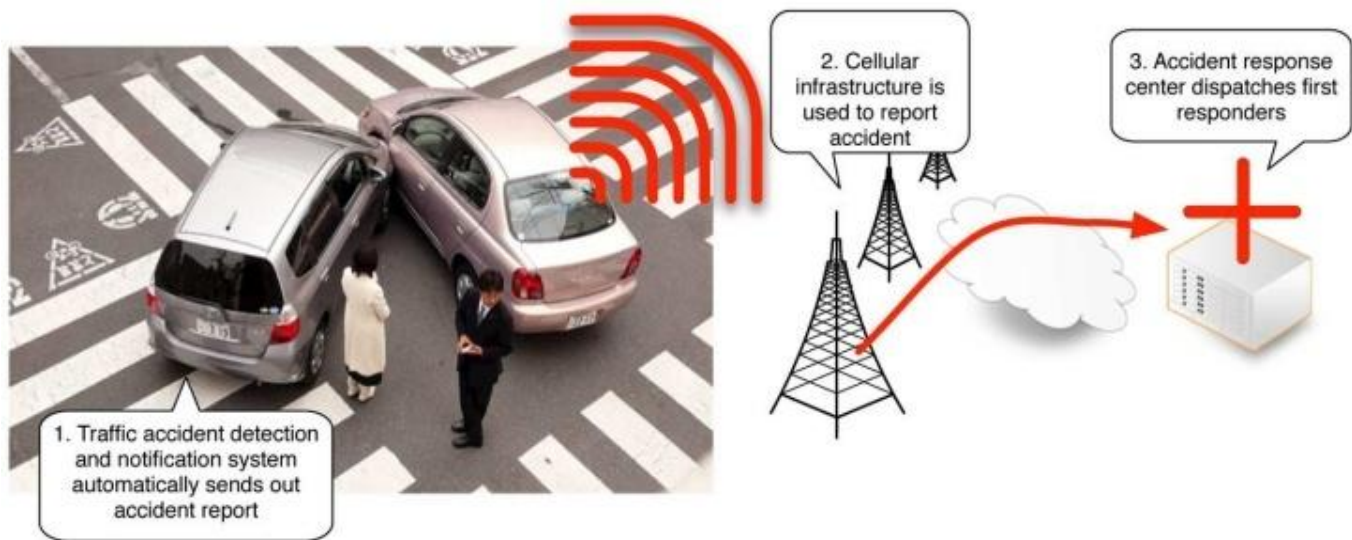 2. Cellular
infrastructure is
used to report
accident
3. Accident response
center dispatches first
responders
1. Traffic accident detection
and notification system
automatically sends out
accident report